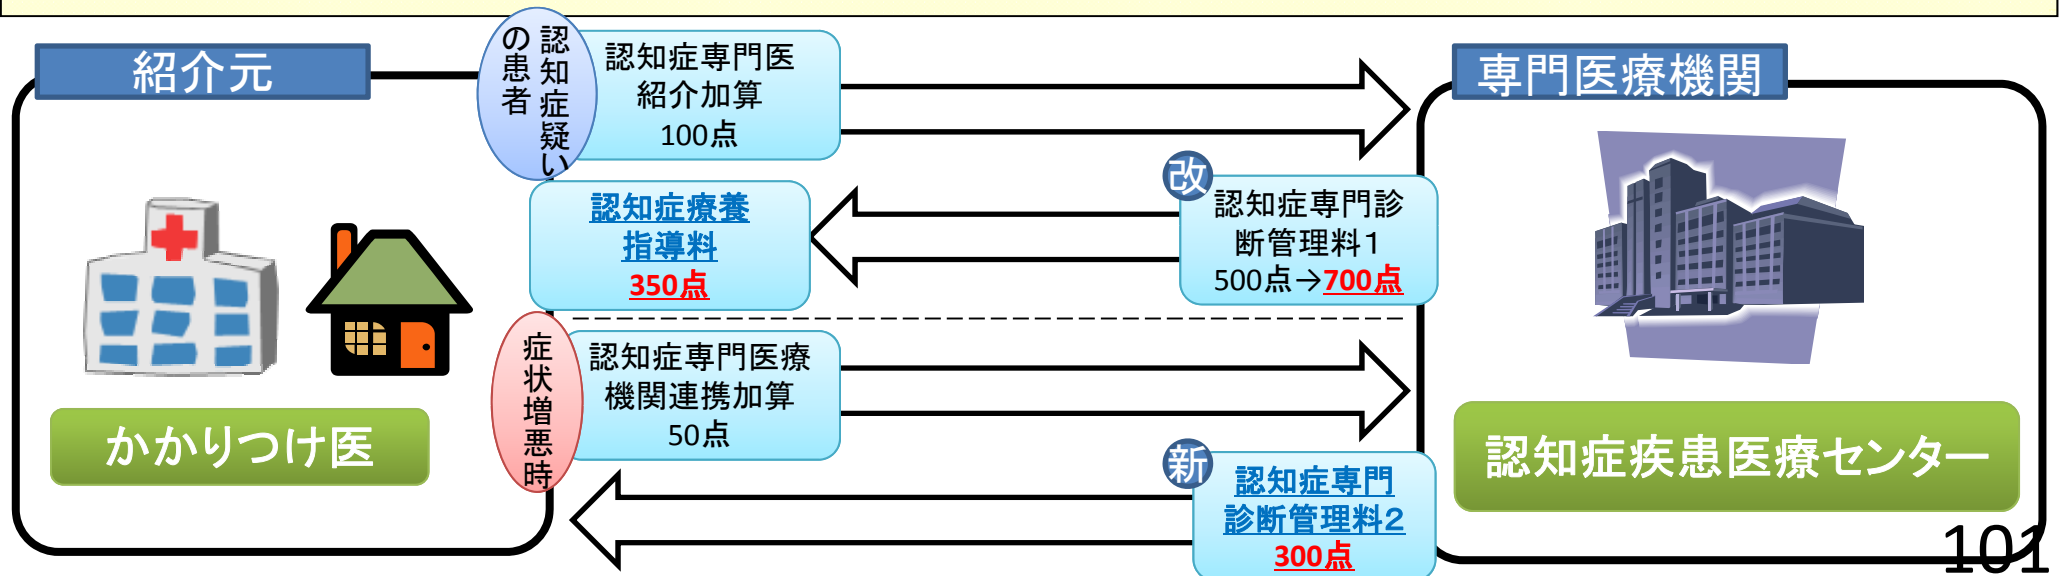 紹介元
認知症疑い
の患者
認知症専門医
紹介加算
100点
専門医療機関
改
認知症専門診
断管理料1
500点→700点
認知症療養
指導料
350点
症状増悪時
認知症専門医療
機関連携加算
50点
新
認知症専門
診断管理料2
300点
かかりつけ医
認知症疾患医療センター
101